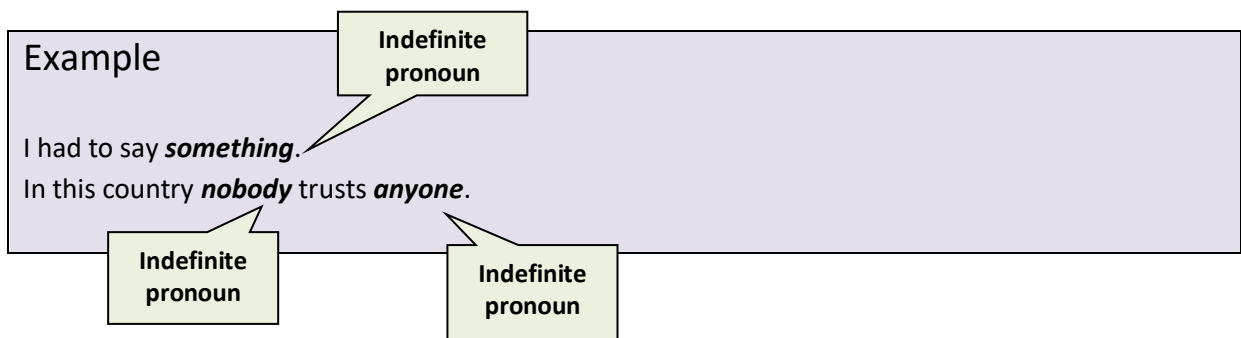 Indefinite
pronoun
Example
I had to say something.
In this country nobody trusts anyone.
Indefinite
pronoun
Indefinite
pronoun